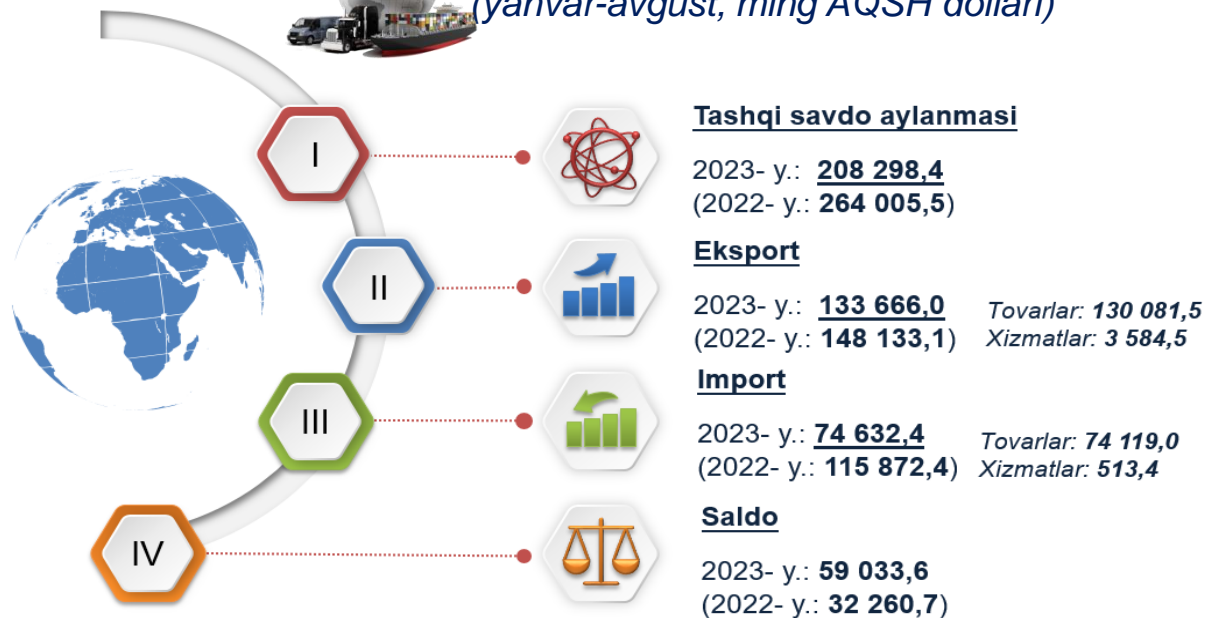 (yanvar-avgust, ming AQSH dollari)
I
Tashqi savdo aylanmasi
2023- y.: 208 298,4
(2022- y.: 264 005,5)
II
Eksport
2023- y.: 133 666,0
(2022- y.: 148 133,1)
Tovarlar: 130 081,5
Xizmatlar: 3 584,5
III
Import
2023- y.: 74 632,4
(2022- y.: 115 872,4)
Tovarlar: 74 119,0
Xizmatlar: 513,4
IV
Saldo
2023- y.: 59 033,6
(2022- y.: 32 260,7)